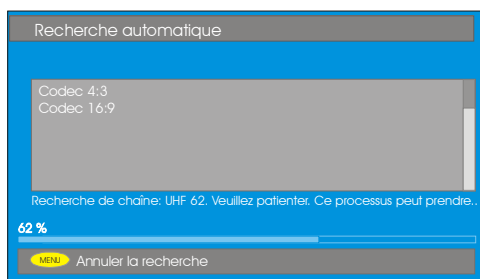 Recherche automatique
Codec 4:3
Codec 16:9
Recherche de chaîne: UHF 62. Veuillez patienter. Ce processus peut prendre..
62 %
MENU Annuler la recherche